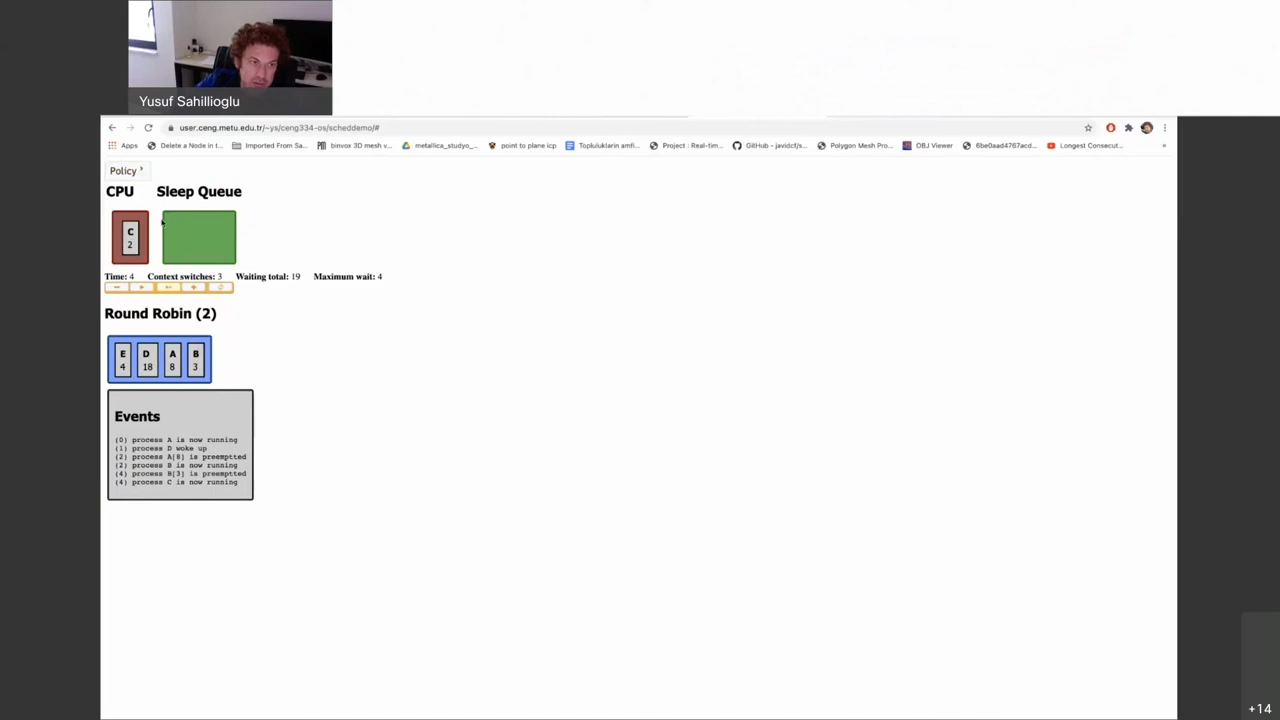 Yusuf Sahillioglu
user.ceng.metu.edu.tr/~ys/ceng334-os/scheddemo/#
Apps Delete a Node in t... Imported From Sa... binvox 3D mesh v... metallica_studyo_... point to plane icp Topluluklarin amfi... Project : Real-tim... GitHub - javidcf/s... Polygon Mesh Pro... OBJ Viewer 6be0aad4767acd... Longest Consecut... »
Policy ›
CPU Sleep Queue
C
2
Time: 4 Context switches: 3 Waiting total: 19 Maximum wait: 4
Round Robin (2)
E D A B
4 18 8 3
Events
(0) process A is now running
(1) process D woke up
(2) process A[8] is preemptted
(2) process B is now running
(4) process B[3] is preemptted
(4) process C is now running
+14